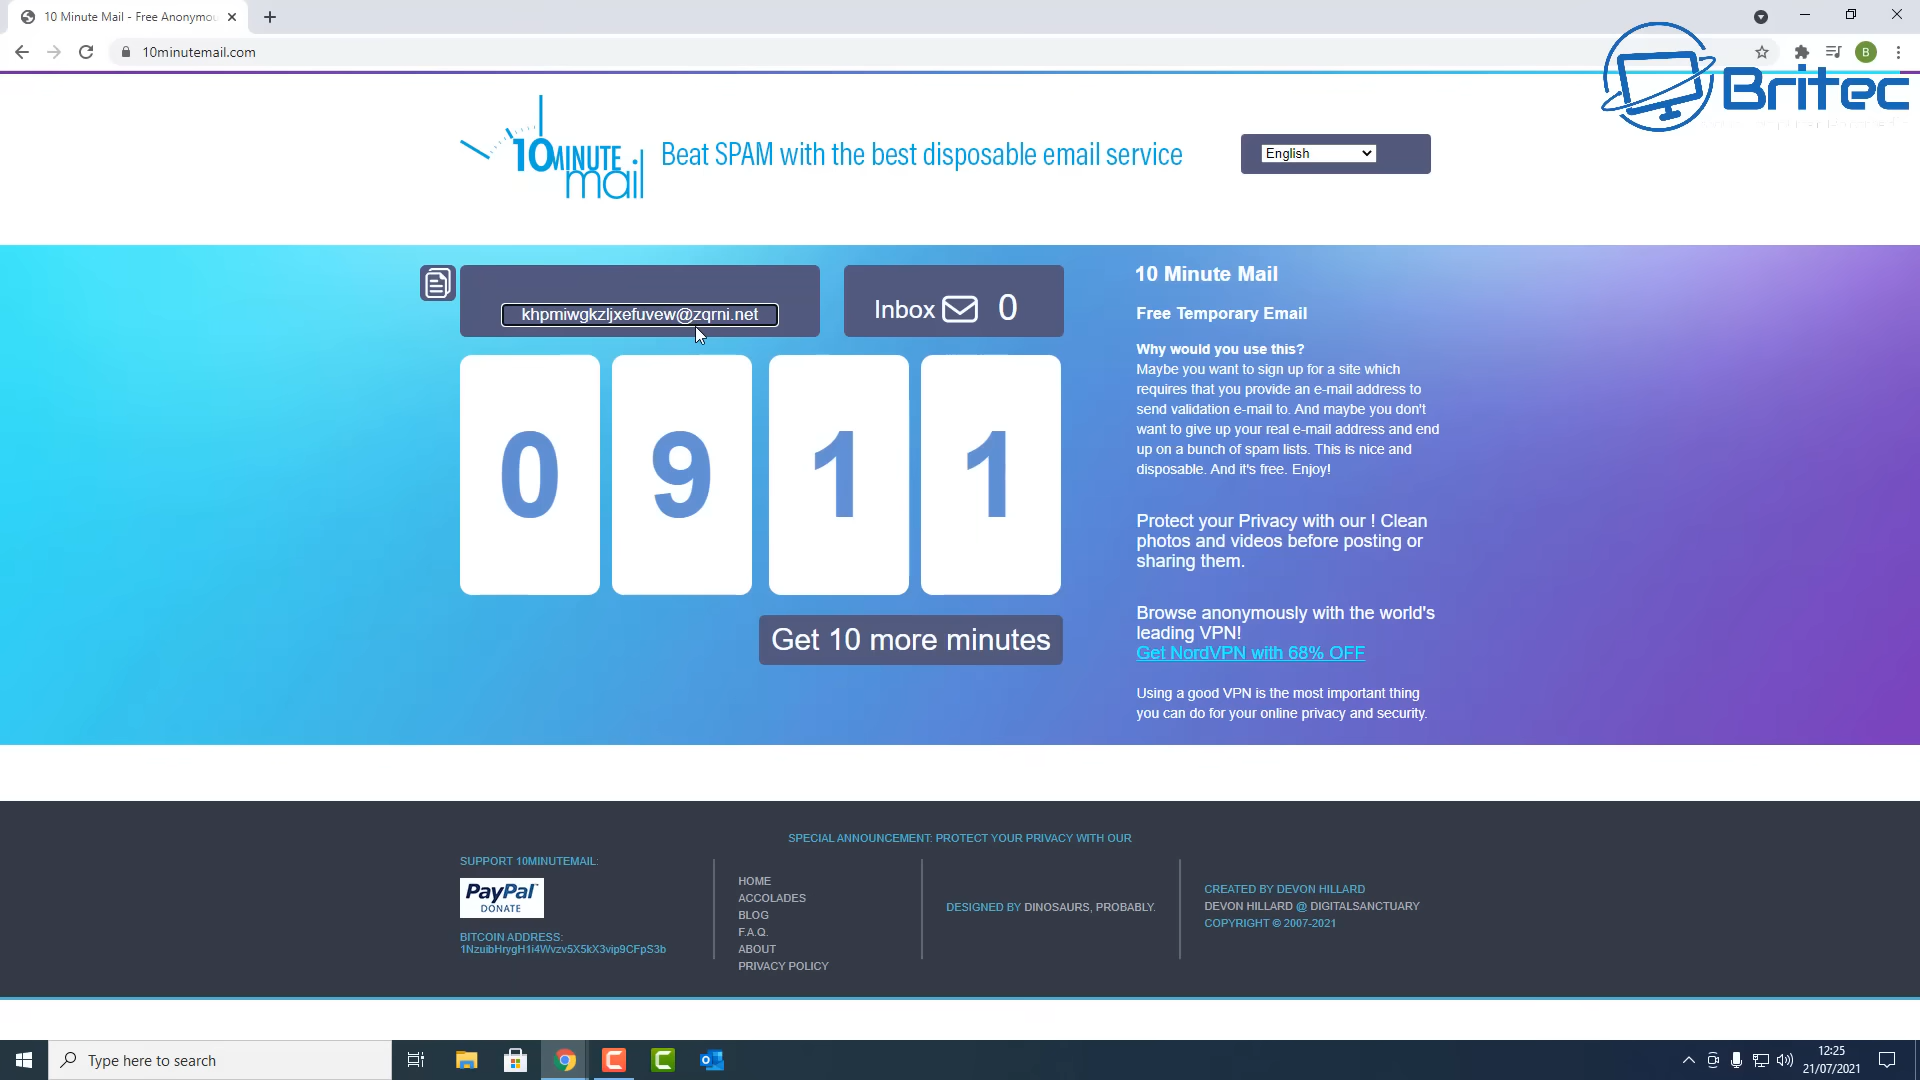 10 Minute Mail - Free Anonymou
10minutemail.com
B
Britec
10 MINUTE
mail
Beat SPAM with the best disposable email service
English
khpmiwgkzljxefuvew@zqrni.net
Inbox 0
0 9 1 1
Get 10 more minutes
10 Minute Mail
Free Temporary Email
Why would you use this?
Maybe you want to sign up for a site which
requires that you provide an e-mail address to
send validation e-mail to. And maybe you don't
want to give up your real e-mail address and end
up on a bunch of spam lists. This is nice and
disposable. And it's free. Enjoy!
Protect your Privacy with our ! Clean
photos and videos before posting or
sharing them.
Browse anonymously with the world's
leading VPN!
Get NordVPN with 68% OFF
Using a good VPN is the most important thing
you can do for your online privacy and security.
SPECIAL ANNOUNCEMENT: PROTECT YOUR PRIVACY WITH OUR
SUPPORT 10MINUTEMAIL:
PayPal
DONATE
BITCOIN ADDRESS:
1NzuibHrygH1i4Wvzv5X5kX3vip9CFpS3b
HOME
ACCOLADES
BLOG
F.A.Q.
ABOUT
PRIVACY POLICY
DESIGNED BY DINOSAURS, PROBABLY.
CREATED BY DEVON HILLARD
DEVON HILLARD @ DIGITALSANCTUARY
COPYRIGHT © 2007-2021
Type here to search
12:25
21/07/2021